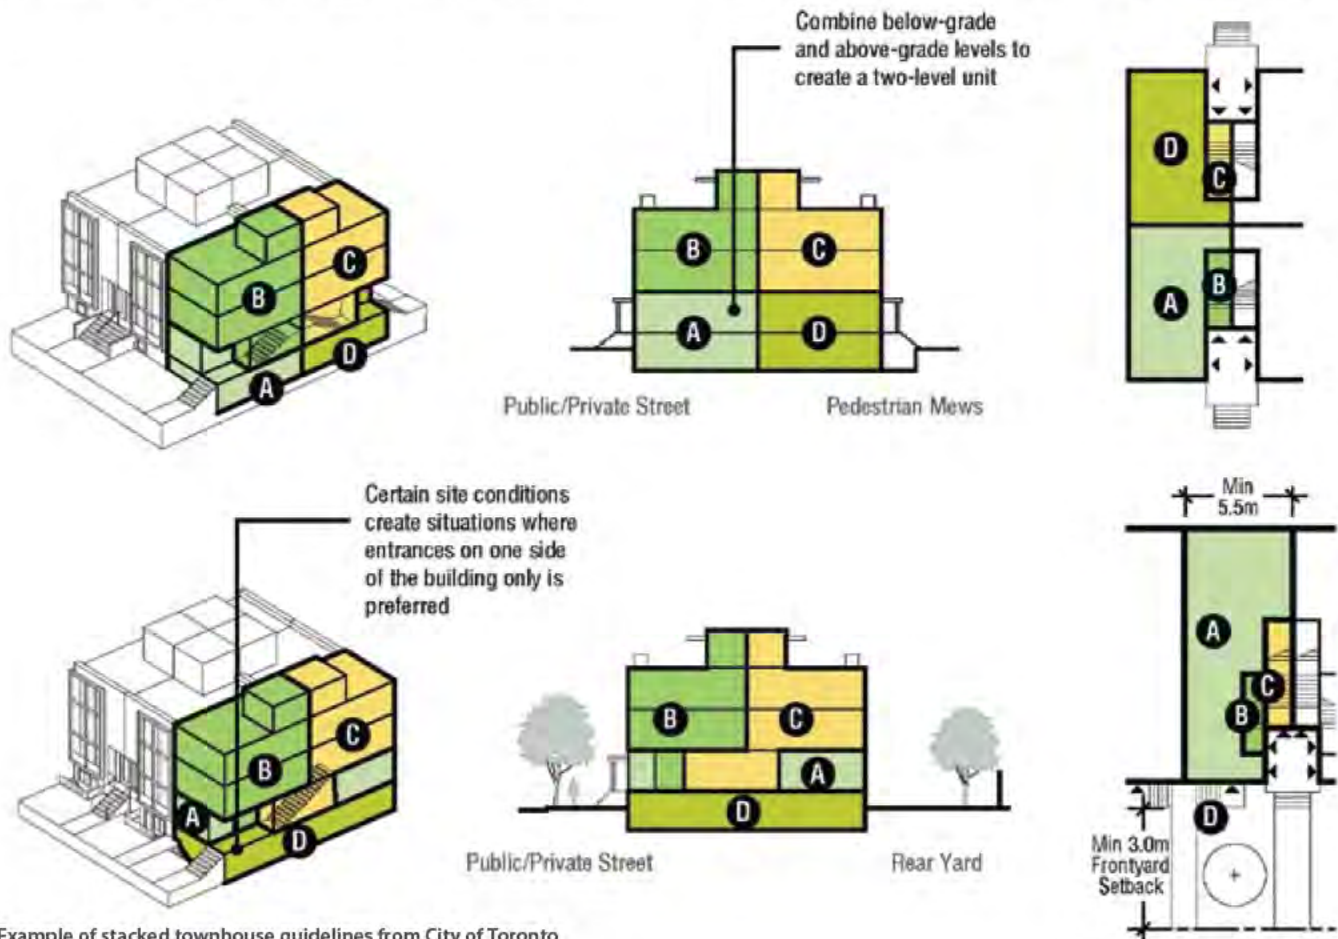 Combine below-grade
and above-grade levels to
create a two-level unit
B
C
D
A
B
C
A
D
Public/Private Street
Pedestrian Mews
D
C
B
A
Certain site conditions
create situations where
entrances on one side
of the building only is
preferred
B
C
A
D
B
C
A
D
Public/Private Street
Rear Yard
Min
5.5m
A
C
B
D
Min 3.0m
Frontyard
Setback
Example of stacked townhouse guidelines from City of Toronto